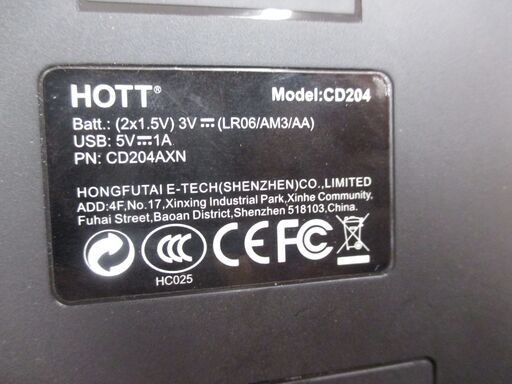 HOTT® Model:CD204
Batt.: (2x1.5V) 3V⎓(LR06/AM3/AA)
USB: 5V⎓1A
PN: CD204AXN
HONGFUTAI E-TECH(SHENZHEN)CO.,LIMITED
ADD:4F,No.17,Xinxing Industrial Park,Xinhe Community,
Fuhai Street,Baoan District,Shenzhen 518103,China.
CCC CE FC
HC025